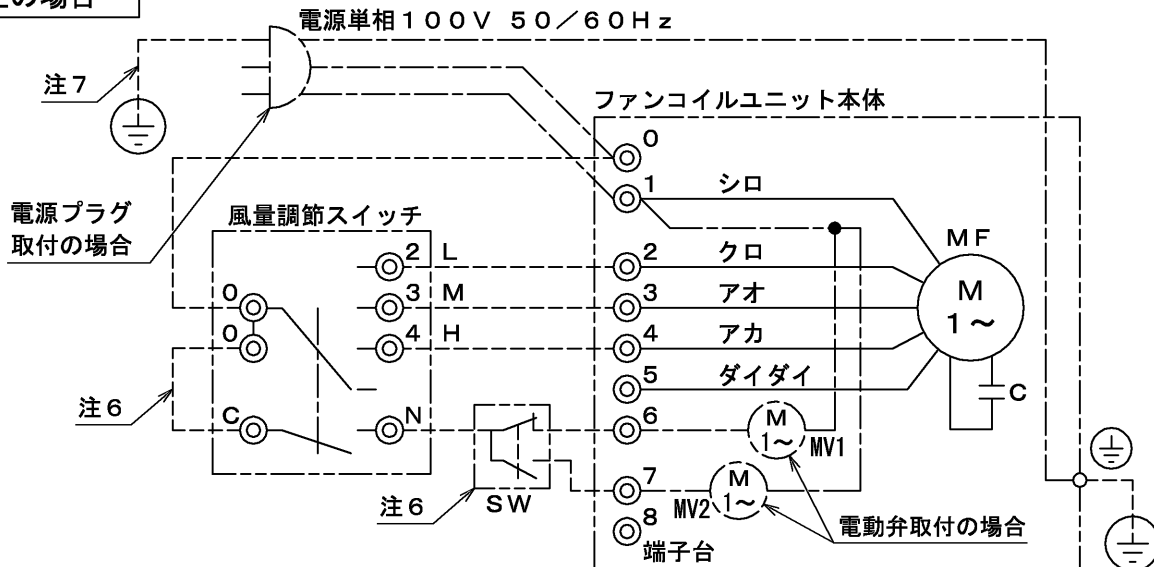 の場合
電源単相100V 50/60Hz
注7
ファンコイルユニット本体
0
1
シロ
電源プラグ
取付の場合
風量調節スイッチ
MF
2 L
2
クロ
M
1~
0
3 M
3
アオ
0
4 H
4
アカ
5
ダイダイ
C
注6
C
N
6
M
1~
MV1
7
M
1~
MV2
注6
SW
8
端子台
電動弁取付の場合